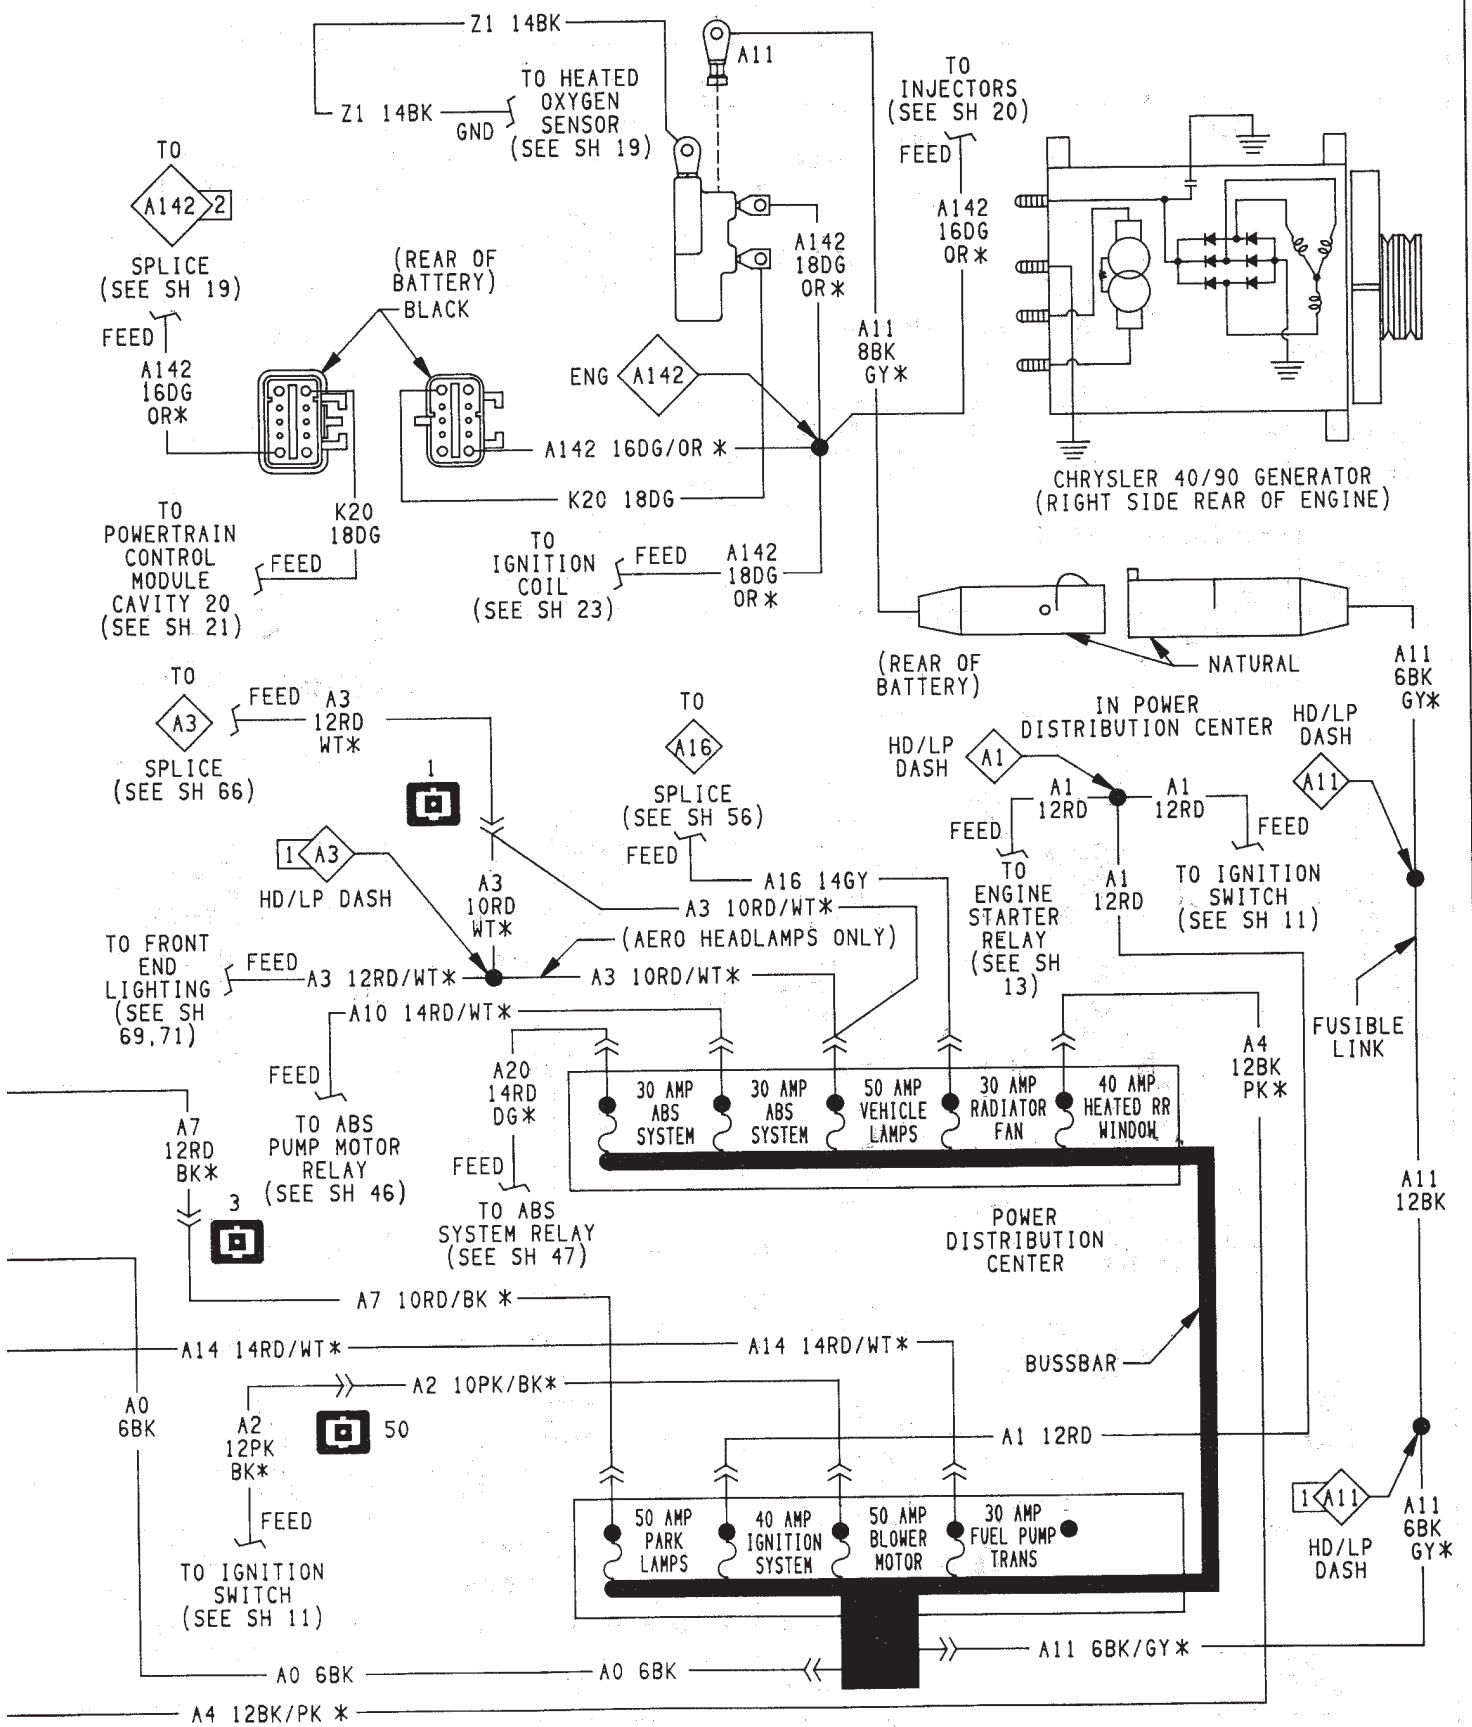 Z1 14BK
A11
TO HEATED
OXYGEN
SENSOR
(SEE SH 19)
Z1 14BK
GND
TO
INJECTORS
(SEE SH 20)
FEED
TO
A142
2
SPLICE
(SEE SH 19)
FEED
A142
16DG
OR*
(REAR OF
BATTERY)
BLACK
A142
18DG
OR*
A142
16DG
OR*
A11
8BK
GY*
ENG
A142
A142 16DG/OR *
K20 18DG
CHRYSLER 40/90 GENERATOR
(RIGHT SIDE REAR OF ENGINE)
TO
POWERTRAIN
CONTROL
MODULE
CAVITY 20
(SEE SH 21)
K20
18DG
FEED
TO
IGNITION
COIL
(SEE SH 23)
FEED
A142
18DG
OR*
(REAR OF
BATTERY)
NATURAL
A11
6BK
GY*
TO
A3
SPLICE
(SEE SH 66)
FEED
A3
12RD
WT*
1
TO
A16
SPLICE
(SEE SH 56)
FEED
IN POWER
DISTRIBUTION CENTER
HD/LP
DASH
A1
A1
12RD
A1
12RD
FEED
FEED
HD/LP
DASH
A11
1
A3
HD/LP DASH
A3
10RD
WT*
A16 14GY
A3 10RD/WT*
(AERO HEADLAMPS ONLY)
TO
ENGINE
STARTER
RELAY
(SEE SH
13)
A1
12RD
TO IGNITION
SWITCH
(SEE SH 11)
TO FRONT
END
LIGHTING
(SEE SH
69,71)
FEED
A3 12RD/WT*
A3 10RD/WT*
A10 14RD/WT*
FUSIBLE
LINK
A4
12BK
PK*
FEED
TO ABS
PUMP MOTOR
RELAY
(SEE SH 46)
A20
14RD
DG*
FEED
TO ABS
SYSTEM RELAY
(SEE SH 47)
30 AMP
ABS
SYSTEM
30 AMP
ABS
SYSTEM
50 AMP
VEHICLE
LAMPS
30 AMP
RADIATOR
FAN
40 AMP
HEATED RR
WINDOW
A7
12RD
BK*
3
A11
12BK
POWER
DISTRIBUTION
CENTER
A7 10RD/BK *
A14 14RD/WT*
A14 14RD/WT*
BUSSBAR
A2 10PK/BK*
50
A0
6BK
A2
12PK
BK*
FEED
TO IGNITION
SWITCH
(SEE SH 11)
A1 12RD
50 AMP
PARK
LAMPS
40 AMP
IGNITION
SYSTEM
50 AMP
BLOWER
MOTOR
30 AMP
FUEL PUMP
TRANS
1
A11
HD/LP
DASH
A11
6BK
GY*
A11 6BK/GY*
A0 6BK
A0 6BK
A4 12BK/PK *